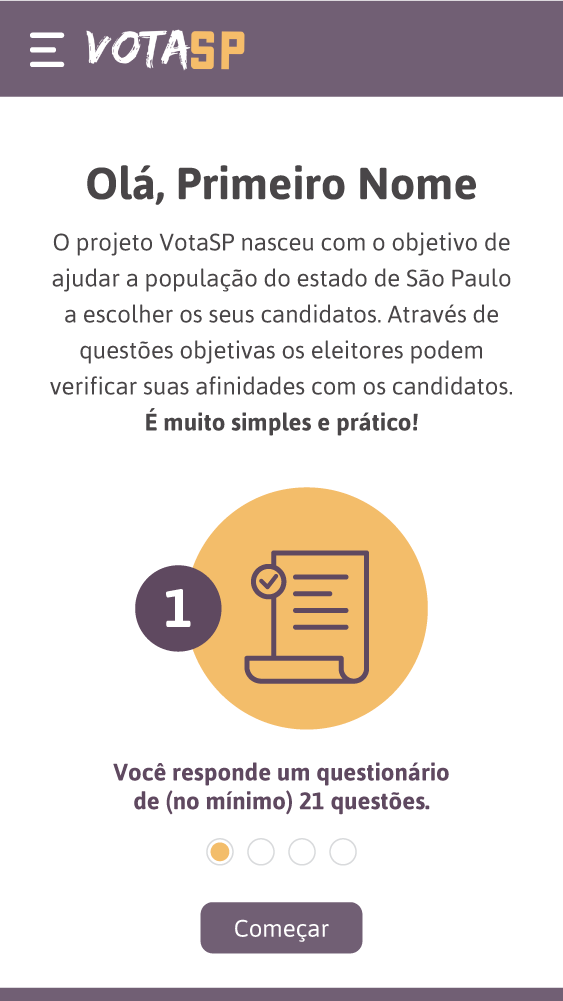 VOTASP
Olá, Primeiro Nome
O projeto VotaSP nasceu com o objetivo de
ajudar a população do estado de São Paulo
a escolher os seus candidatos. Através de
questões objetivas os eleitores podem
verificar suas afinidades com os candidatos.
É muito simples e prático!
1
Você responde um questionário
de (no mínimo) 21 questões.
Começar